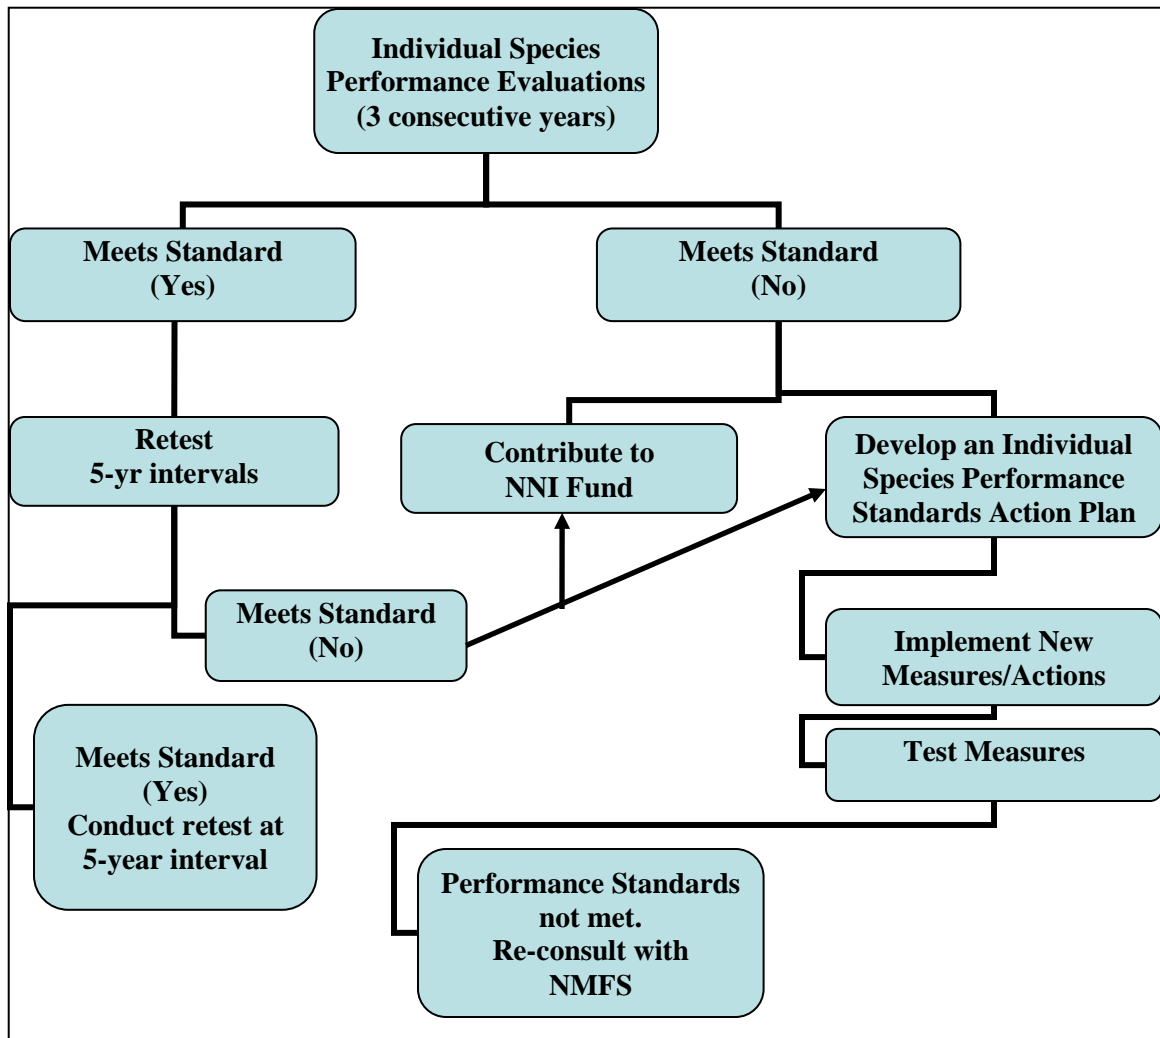 Individual Species
Performance Evaluations
(3 consecutive years)
Meets Standard
(Yes)
Meets Standard
(No)
Retest
5-yr intervals
Contribute to
NNI Fund
Develop an Individual
Species Performance
Standards Action Plan
Meets Standard
(No)
Implement New
Measures/Actions
Meets Standard
(Yes)
Conduct retest at
5-year interval
Test Measures
Performance Standards
not met.
Re-consult with
NMFS